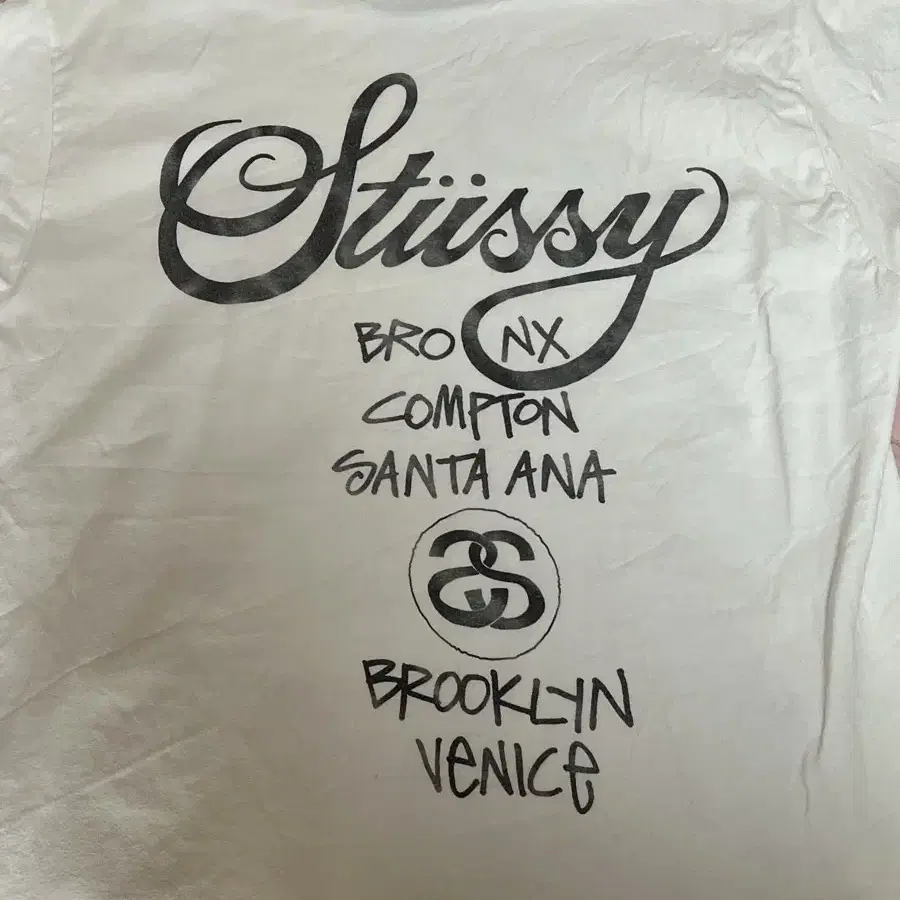 Stüssy
BRONX
COMPTON
SANTA ANA
SS
BROOKLYN
VENICE